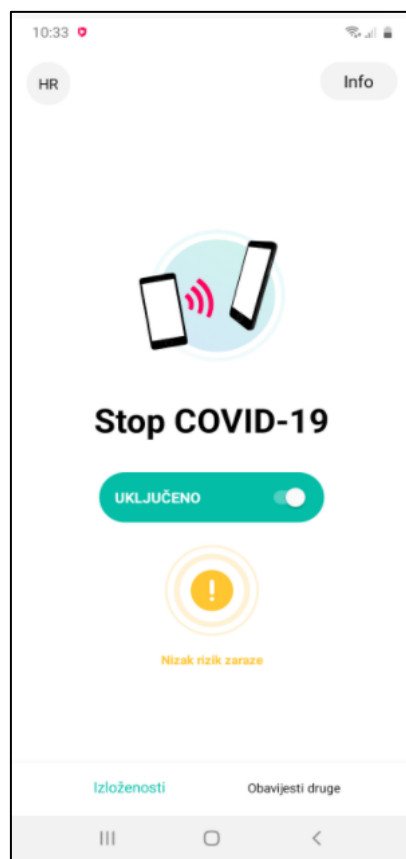 10:33
HR
Info
Stop COVID-19
UKLJUČENO
!
Nizak rizik zaraze
Izloženosti
Obavijesti druge